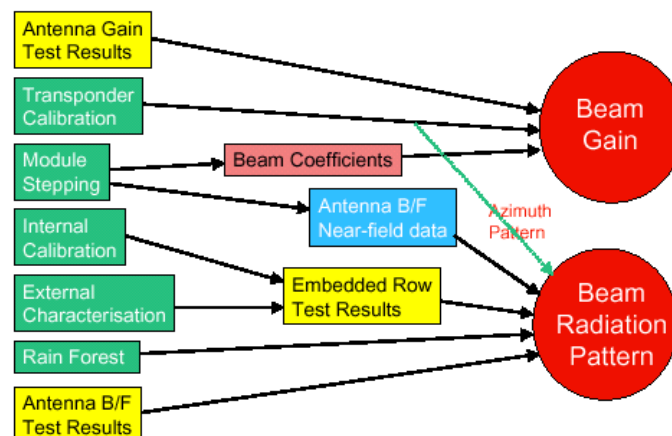 Antenna Gain
Test Results
Transponder
Calibration
Beam
Gain
Module
Stepping
Beam Coefficients
Antenna B/F
Near-field data
Azimuth
Pattern
Internal
Calibration
External
Characterisation
Embedded Row
Test Results
Beam
Radiation
Pattern
Rain Forest
Antenna B/F
Test Results